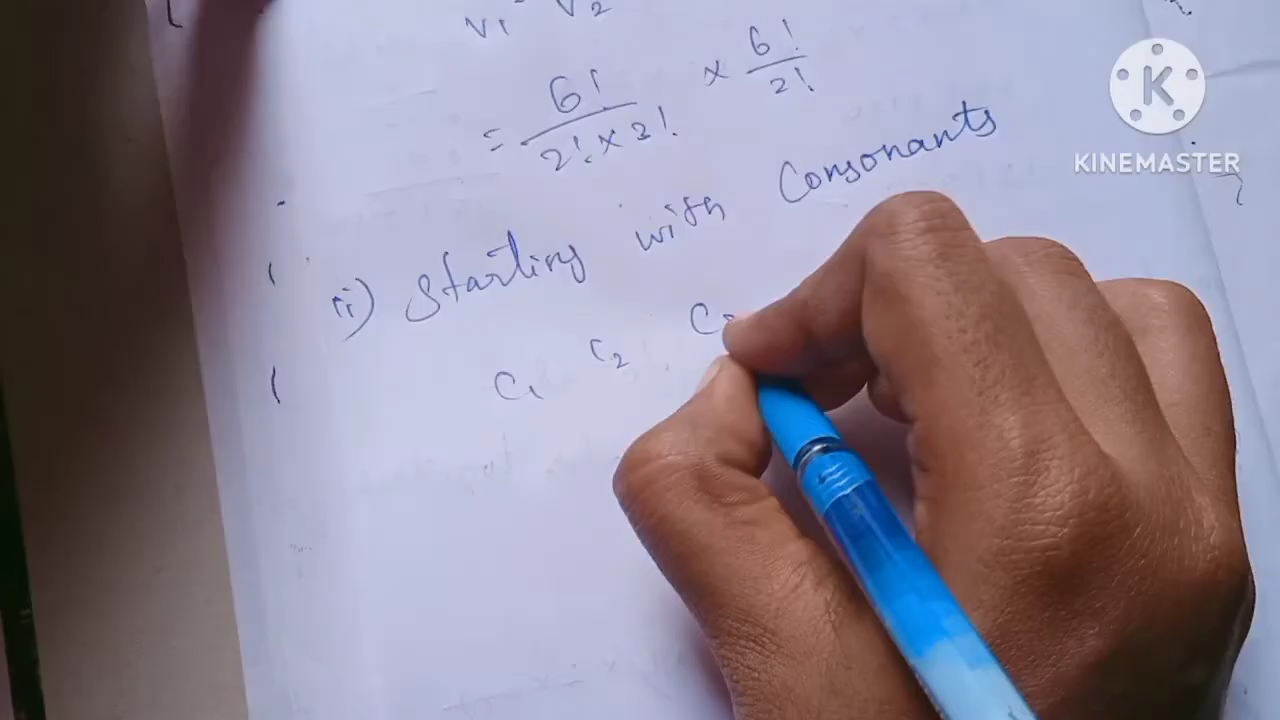 V1 V2
= 6! / 2! × 2! × 6! / 2!
ii) Starting with Consonants
C1 C2 C
K
KINEMASTER